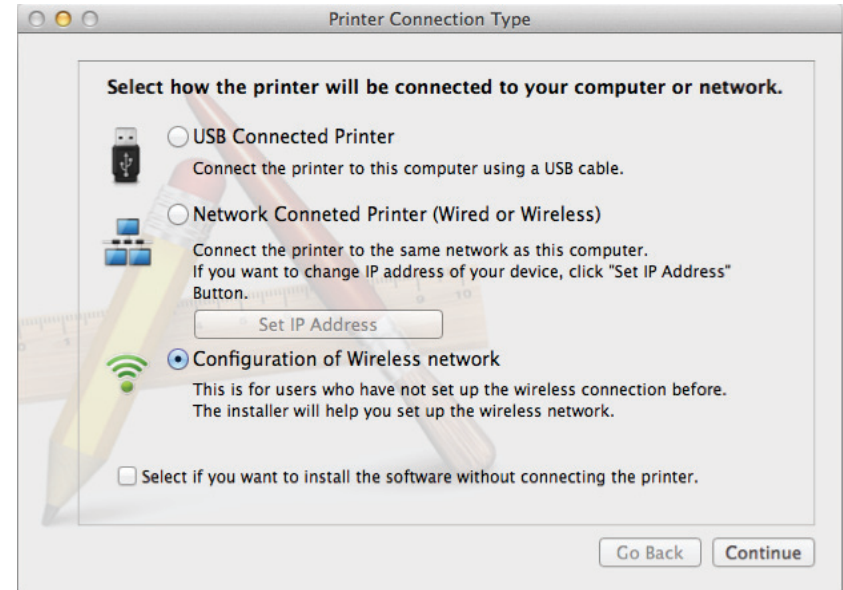 Printer Connection Type
Select how the printer will be connected to your computer or network.
USB Connected Printer
Connect the printer to this computer using a USB cable.
Network Conneted Printer (Wired or Wireless)
Connect the printer to the same network as this computer.
If you want to change IP address of your device, click "Set IP Address"
Button.
Set IP Address
Configuration of Wireless network
This is for users who have not set up the wireless connection before.
The installer will help you set up the wireless network.
Select if you want to install the software without connecting the printer.
Go Back
Continue